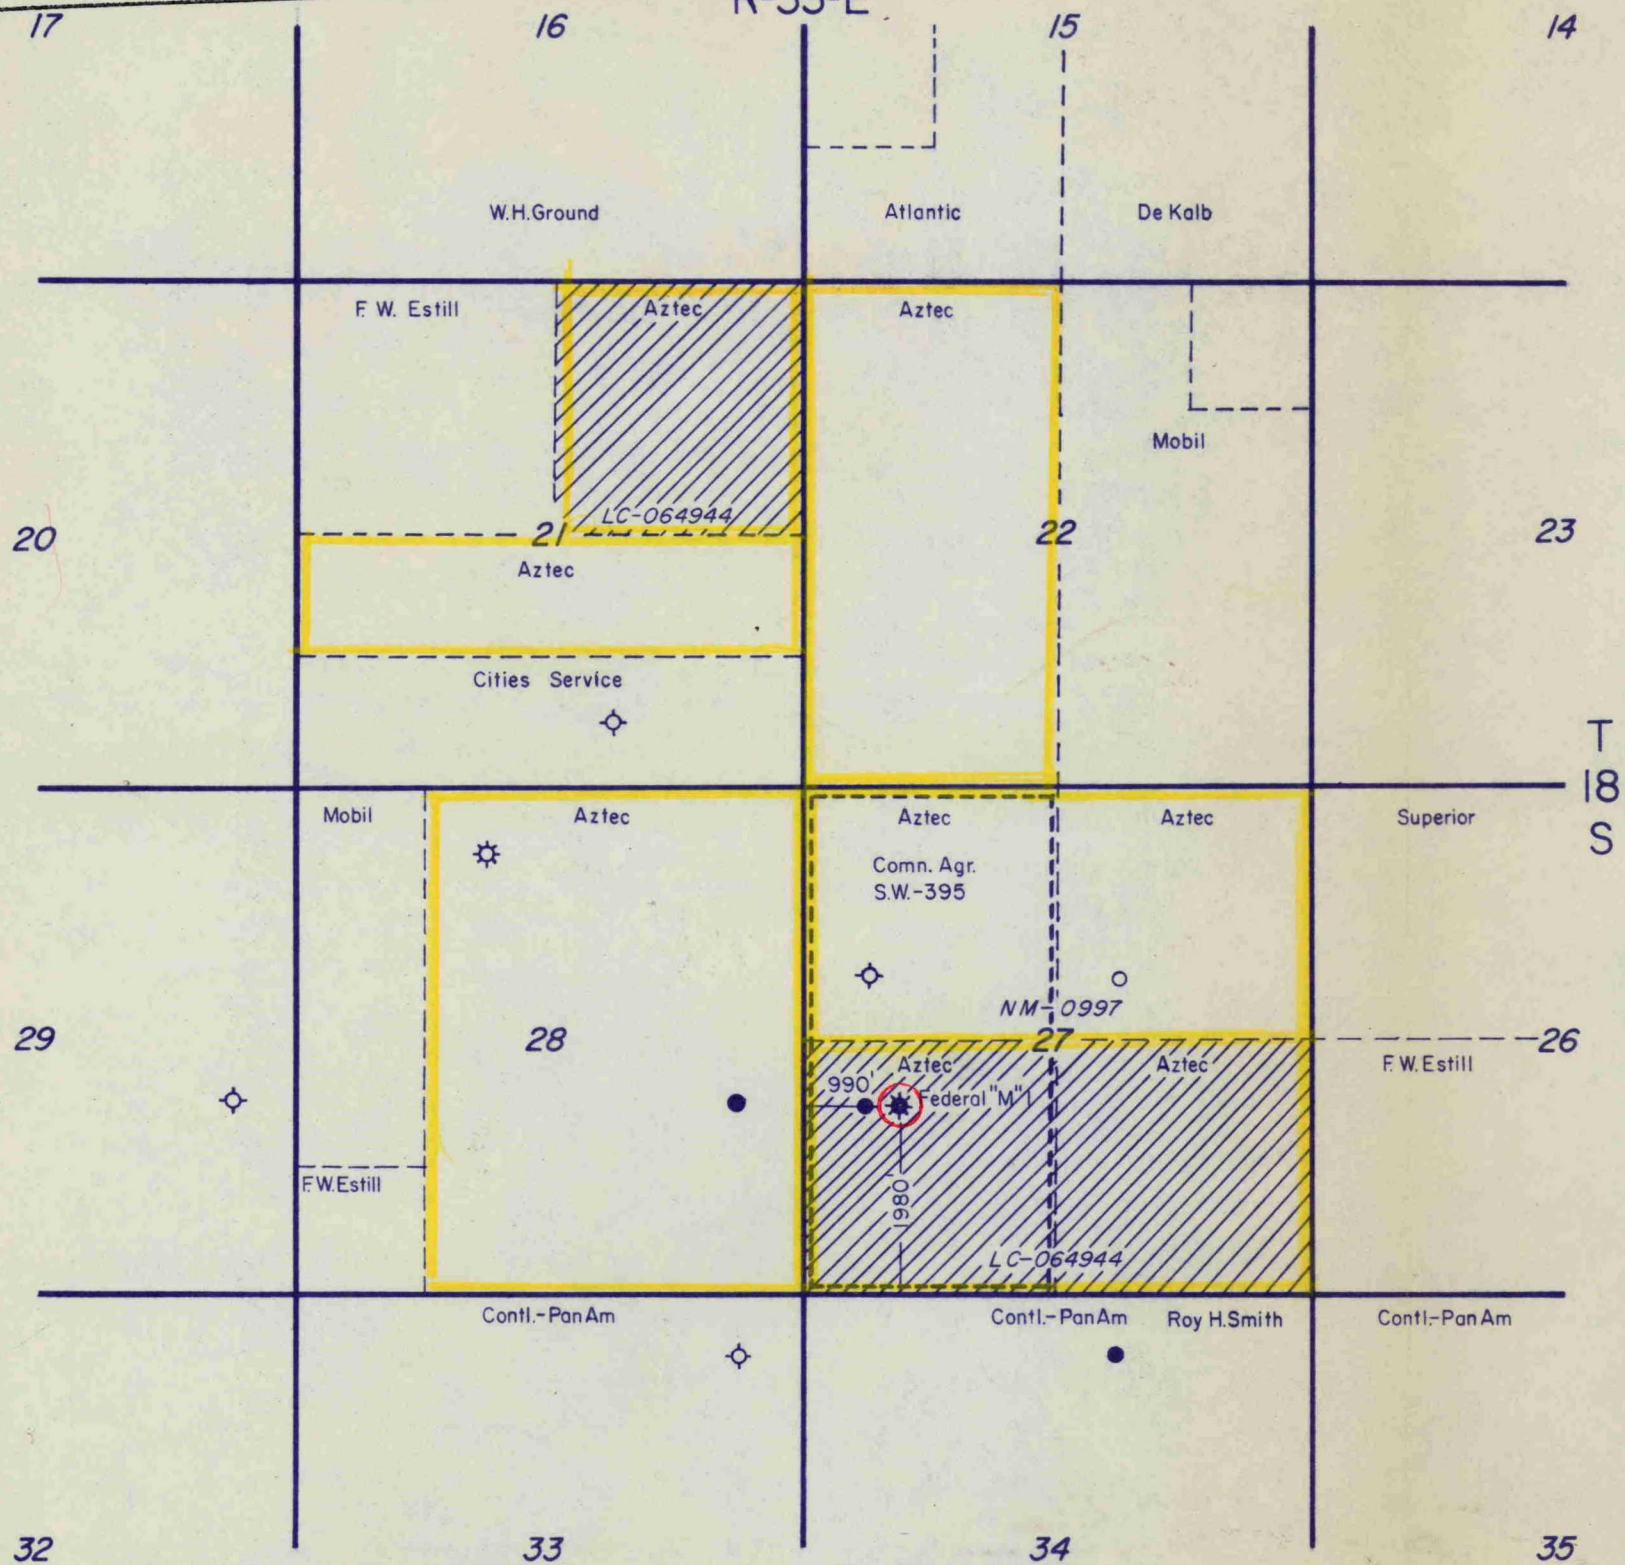 R-33-E
17 16 15 14
W.H.Ground Atlantic De Kalb
F. W. Estill Aztec Aztec
Mobil
LC-064944
20 21 22 23
Aztec
Cities Service
T
18
S
Mobil Aztec Aztec Aztec Superior
Comn. Agr.
S.W.-395
NM-0997
29 28 27 26
Aztec Aztec F.W.Estill
990' Federal "M" 1
F.W.Estill
1980'
LC-064944
Contl.-Pan Am Contl.-Pan Am Roy H.Smith Contl.-Pan Am
32 33 34 35